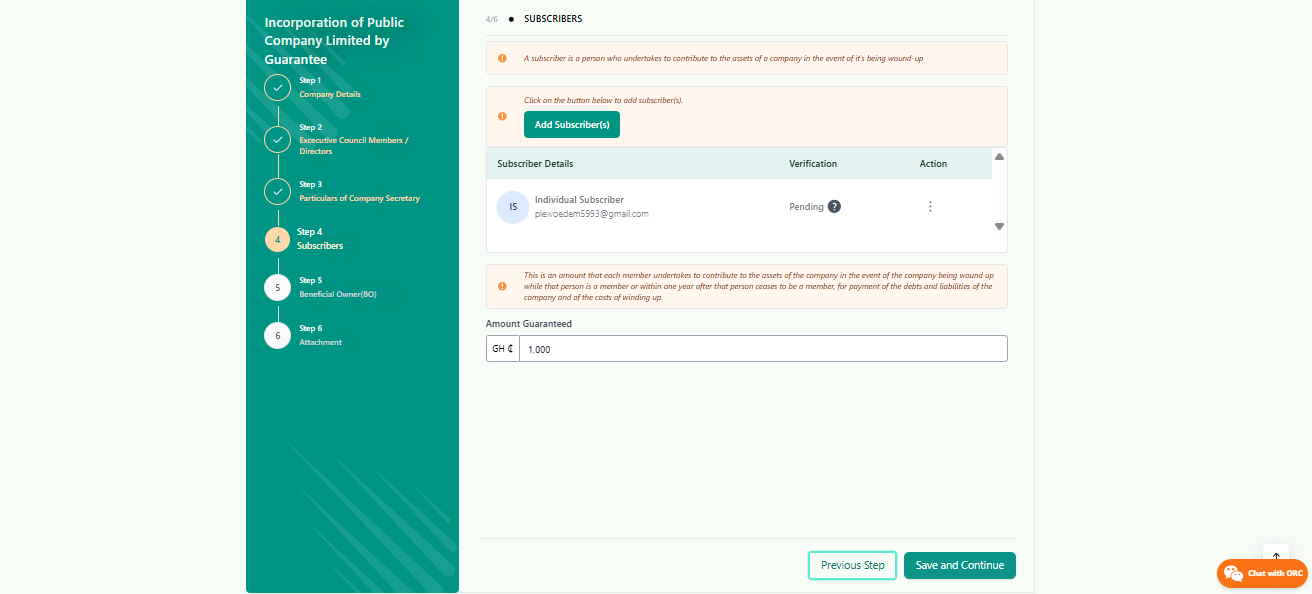 Incorporation of Public
Company Limited by
Guarantee
Step 1
Company Details
Step 2
Excecutive Council Members /
Directors
Step 3
Particulars of Company Secretary
4
Step 4
Subscribers
5
Step 5
Beneficial Owner(BO)
6
Step 6
Attachment
4/6 ● SUBSCRIBERS
A subscriber is a person who undertakes to contribute to the assets of a company in the event of it's being wound-up
Click on the button below to add subscriber(s).
Add Subscriber(s)
Subscriber Details Verification Action
IS
Individual Subscriber
piewoedem5993@gmail.com
Pending ?
This is an amount that each member undertakes to contribute to the assets of the company in the event of the company being wound up
while that person is a member or within one year after that person ceases to be a member, for payment of the debts and liabilities of the
company and of the costs of winding up.
Amount Guaranteed
GH ₵ 1,000
Previous Step Save and Continue
Chat with ORC